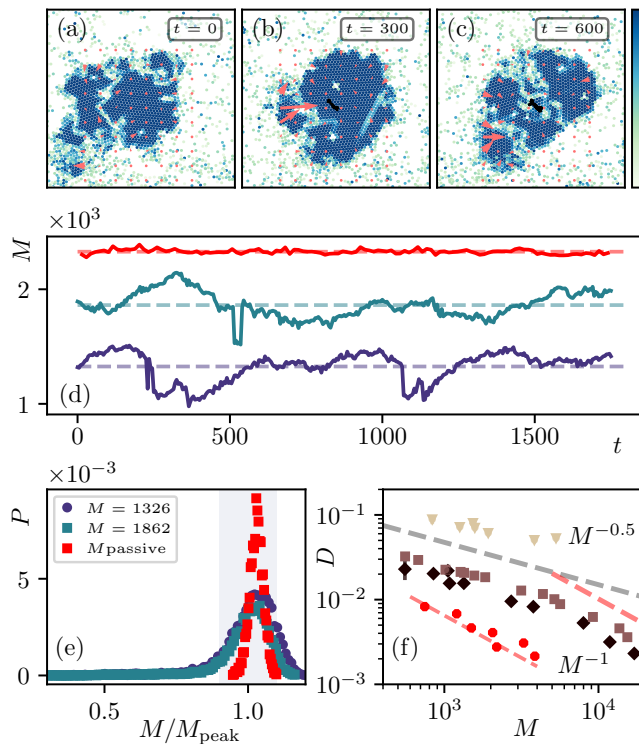 (a) t = 0 (b) t = 300 (c) t = 600
×10³
M
2
1
(d)
0 500 1000 1500 t
×10⁻³
P
5
0
M = 1326
M = 1862
Mpassive
(e)
0.5 1.0
M/M_peak
D
10⁻¹
10⁻²
10⁻³
M⁻⁰·⁵
M⁻¹
(f)
10³ 10⁴
M